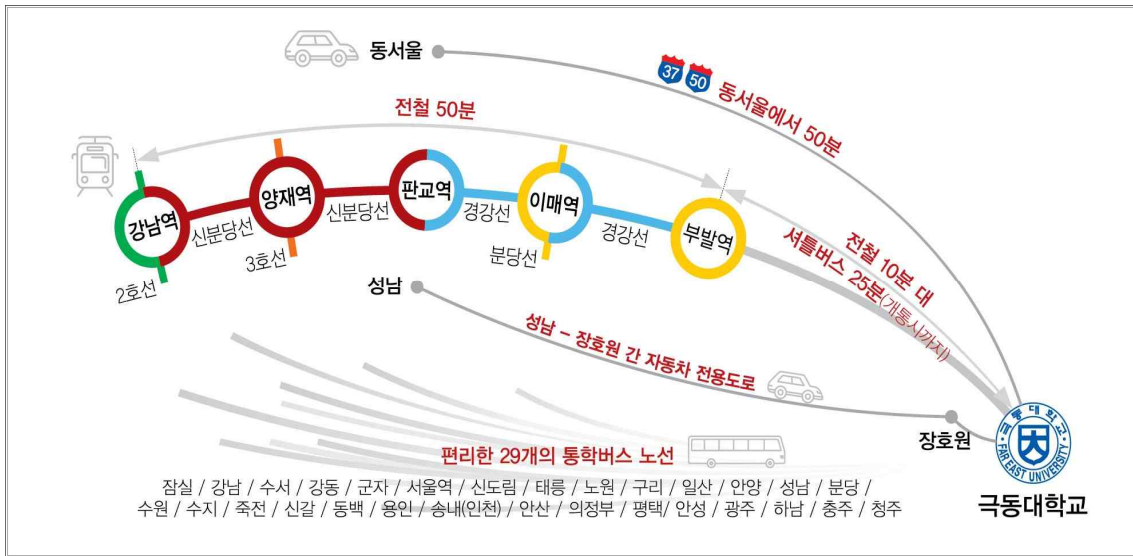 동서울
37 50 동서울에서 50분
전철 50분
강남역
양재역
판교역
이매역
부발역
신분당선
신분당선
경강선
경강선
2호선
3호선
분당선
전철 10분 대
셔틀버스 25분(개통시까지)
성남
성남 – 장호원 간 자동차 전용도로
장호원
극동대학교
FAR EAST UNIVERSITY
극동대학교
편리한 29개의 통학버스 노선
잠실 / 강남 / 수서 / 강동 / 군자 / 서울역 / 신도림 / 태릉 / 노원 / 구리 / 일산 / 안양 / 성남 / 분당 /
수원 / 수지 / 죽전 / 신갈 / 동백 / 용인 / 송내(인천) / 안산 / 의정부 / 평택/ 안성 / 광주 / 하남 / 충주 / 청주